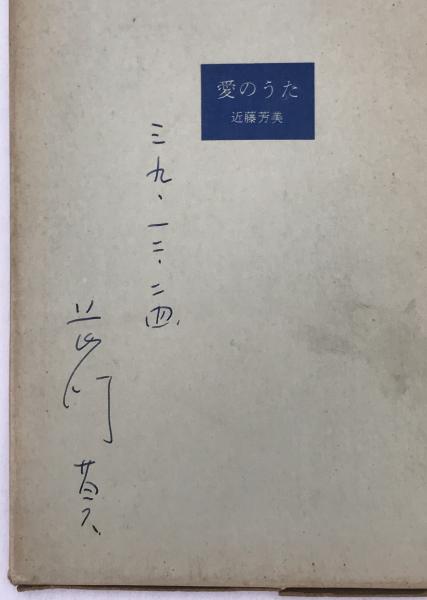 愛のうた
近藤芳美
三九、一二、二四、